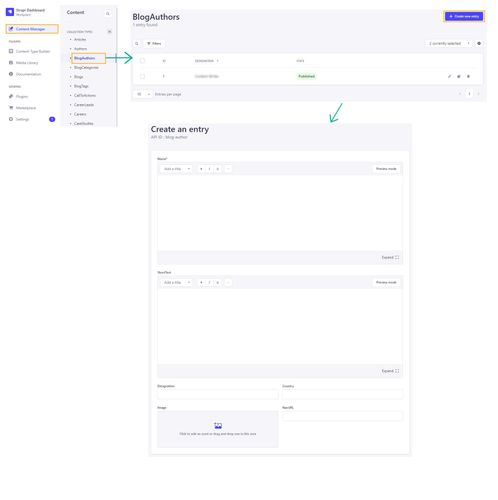 Strapi Dashboard
Workplace
Content Manager
PLUGINS
Content-Type Builder
Media Library
Documentation
GENERAL
Plugins
Marketplace
Settings
1
Content
COLLECTION TYPES
Articles
Authors
BlogAuthors
BlogCategories
Blogs
BlogTags
CallToActions
CareerLeads
Careers
CaseStudies
BlogAuthors
1 entry found
Create new entry
Filters
2 currently selected
ID
DESIGNATION
STATE
1
Content Writer
Published
10
Entries per page
1
Create an entry
API ID : blog-author
Name*
Add a title
B
I
U
Preview mode
Expand
Add a title
B
I
U
Preview mode
Expand
Designation
Country
Image
NavURL
Click to add an asset or drag and drop one in this area